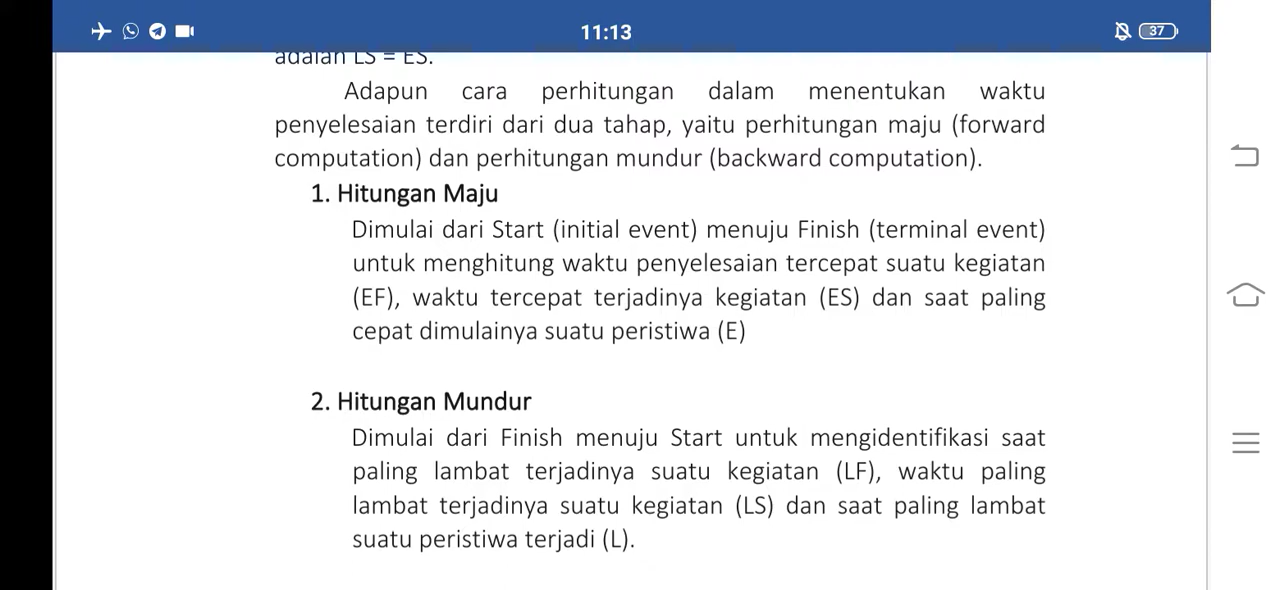 11:13
37
adalah LS = ES.
Adapun cara perhitungan dalam menentukan waktu
penyelesaian terdiri dari dua tahap, yaitu perhitungan maju (forward
computation) dan perhitungan mundur (backward computation).
1. Hitungan Maju
Dimulai dari Start (initial event) menuju Finish (terminal event)
untuk menghitung waktu penyelesaian tercepat suatu kegiatan
(EF), waktu tercepat terjadinya kegiatan (ES) dan saat paling
cepat dimulainya suatu peristiwa (E)
2. Hitungan Mundur
Dimulai dari Finish menuju Start untuk mengidentifikasi saat
paling lambat terjadinya suatu kegiatan (LF), waktu paling
lambat terjadinya suatu kegiatan (LS) dan saat paling lambat
suatu peristiwa terjadi (L).